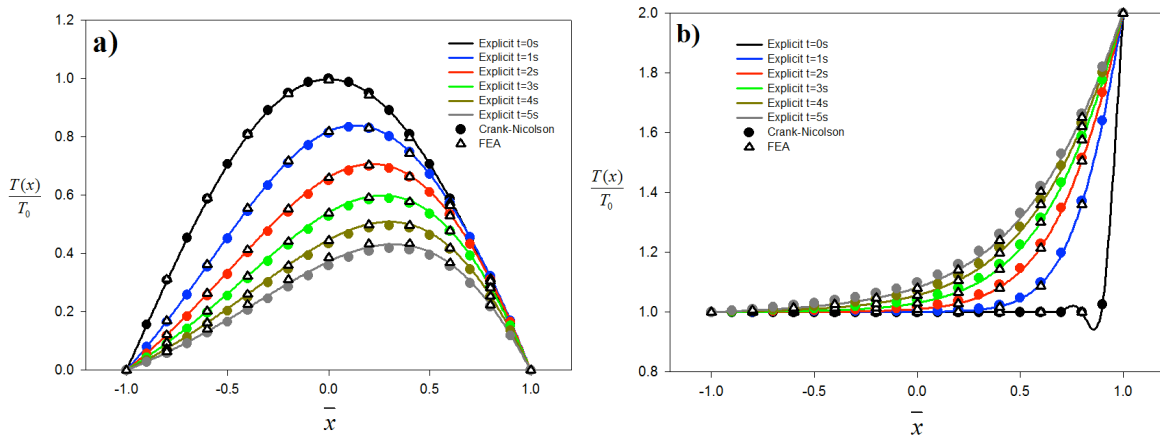 a)
1.2
1.0
0.8
0.6
0.4
0.2
0.0
T(x)
T0
Explicit t=0s
Explicit t=1s
Explicit t=2s
Explicit t=3s
Explicit t=4s
Explicit t=5s
Crank-Nicolson
FEA
-1.0 -0.5 0.0 0.5 1.0
x̄
b)
2.0
1.8
1.6
1.4
1.2
1.0
0.8
T(x)
T0
Explicit t=0s
Explicit t=1s
Explicit t=2s
Explicit t=3s
Explicit t=4s
Explicit t=5s
Crank-Nicolson
FEA
-1.0 -0.5 0.0 0.5 1.0
x̄